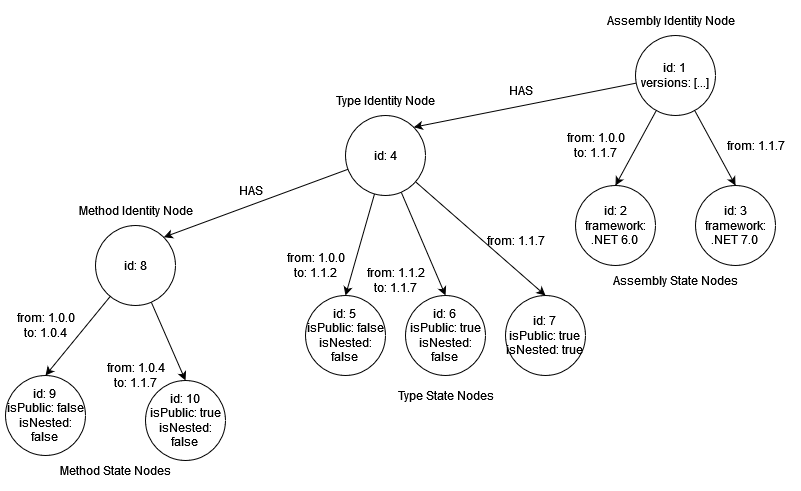 Assembly Identity Node
id: 1
versions: [...]
HAS
Type Identity Node
id: 4
from: 1.0.0
to: 1.1.7
from: 1.1.7
id: 2
framework:
.NET 6.0
id: 3
framework:
.NET 7.0
Assembly State Nodes
HAS
Method Identity Node
id: 8
from: 1.0.0
to: 1.1.2
from: 1.1.2
to: 1.1.7
from: 1.1.7
id: 5
isPublic: false
isNested:
false
id: 6
isPublic: true
isNested:
false
id: 7
isPublic: true
isNested: true
Type State Nodes
from: 1.0.0
to: 1.0.4
from: 1.0.4
to: 1.1.7
id: 9
isPublic: false
isNested:
false
id: 10
isPublic: true
isNested:
false
Method State Nodes